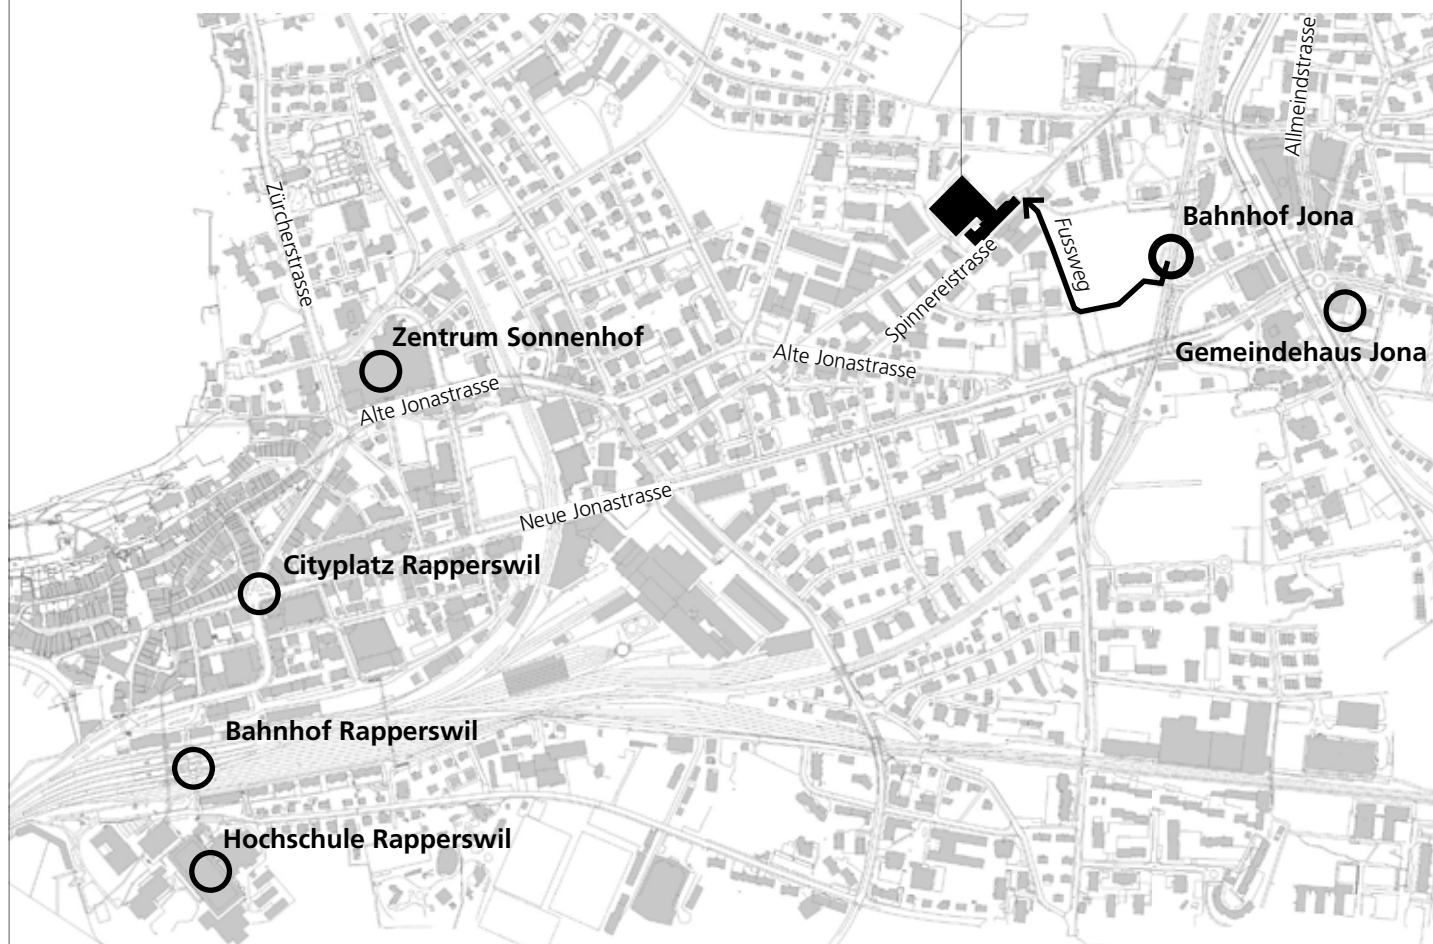 Allmeindstrasse
Zürcherstrasse
Bahnhof Jona
Fussweg
Spinnereistrasse
Zentrum Sonnenhof
Alte Jonastrasse
Gemeindehaus Jona
Alte Jonastrasse
Neue Jonastrasse
Cityplatz Rapperswil
Bahnhof Rapperswil
Hochschule Rapperswil